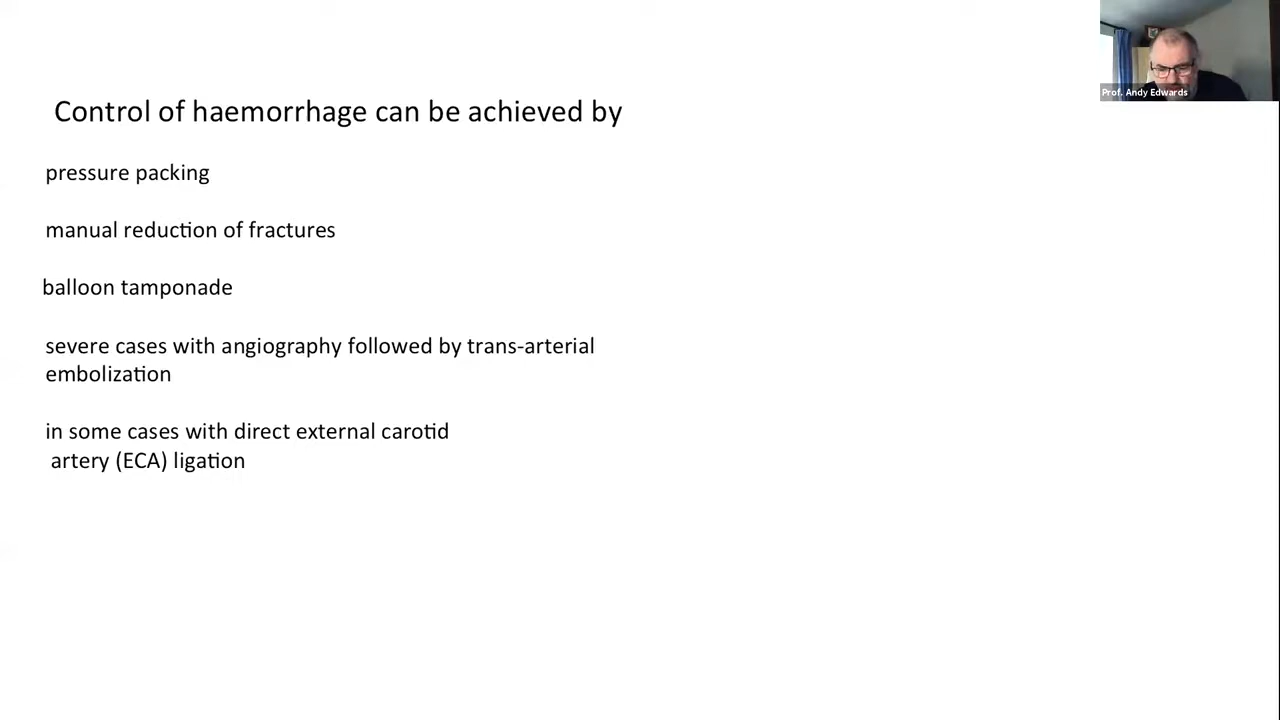 Prof. Andy Edwards
Control of haemorrhage can be achieved by
pressure packing
manual reduction of fractures
balloon tamponade
severe cases with angiography followed by trans-arterial
embolization
in some cases with direct external carotid
artery (ECA) ligation